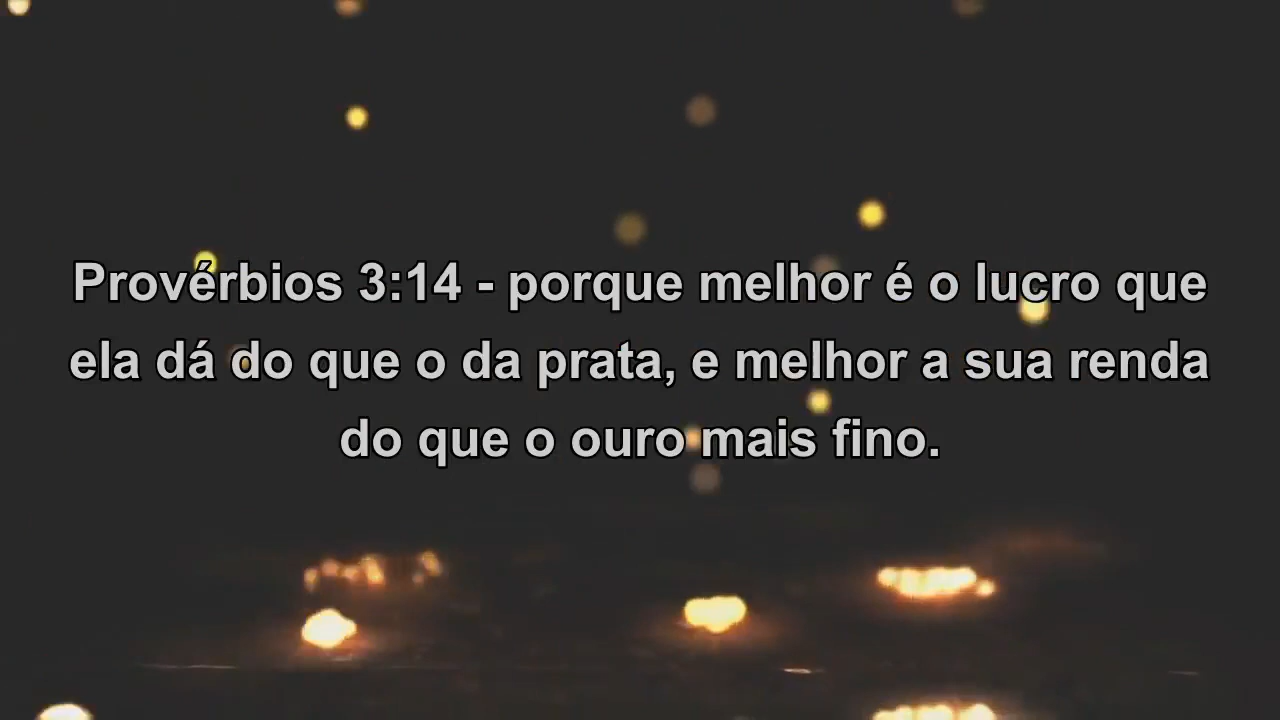 Provérbios 3:14 - porque melhor é o lucro que
ela dá do que o da prata, e melhor a sua renda
do que o ouro mais fino.